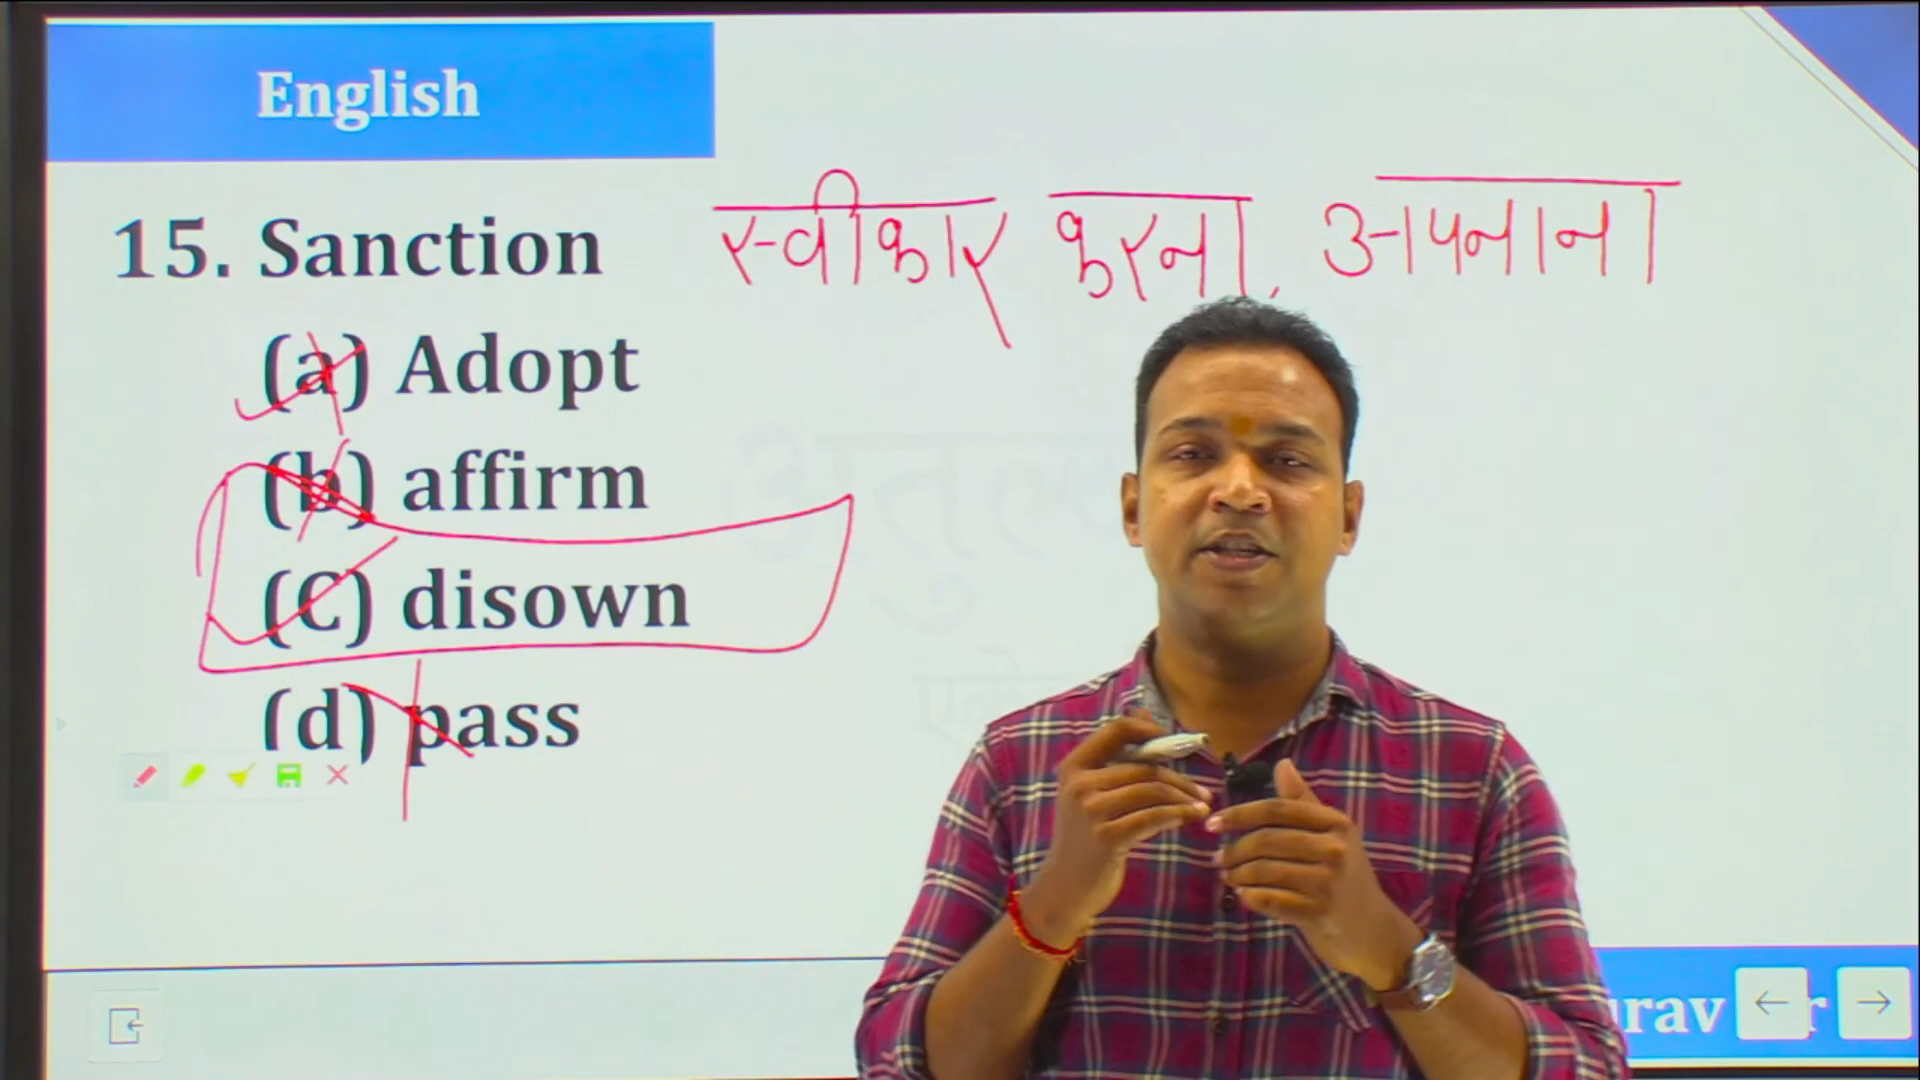 English
15. Sanction स्वीकार करना, अपनाना
(a) Adopt
(b) affirm
(C) disown
(d) pass